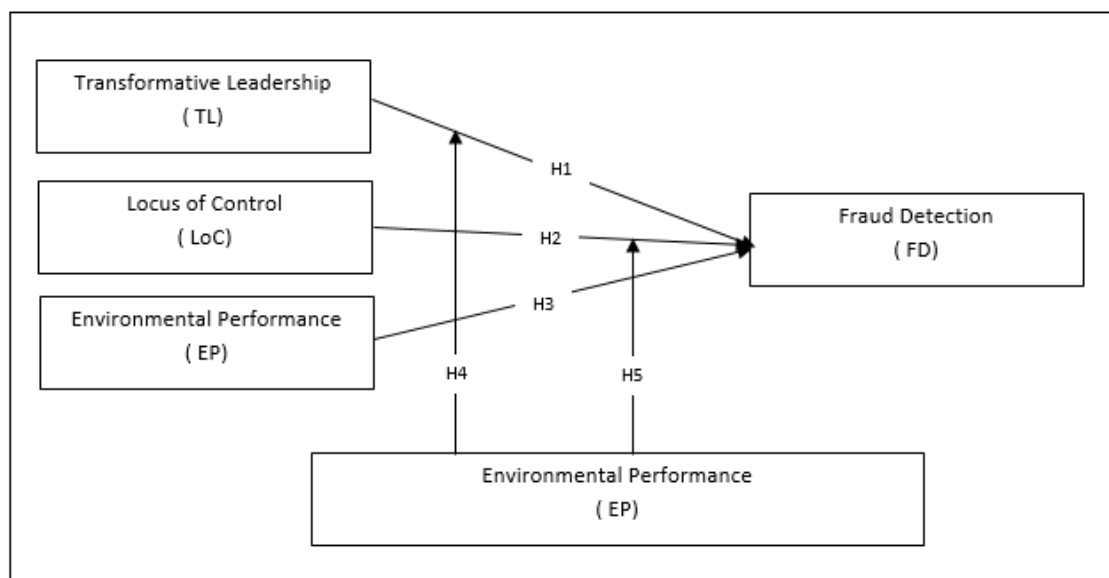 Transformative Leadership
( TL)
H1
Locus of Control
( LoC)
H2
Fraud Detection
( FD)
Environmental Performance
( EP)
H3
H4
H5
Environmental Performance
( EP)